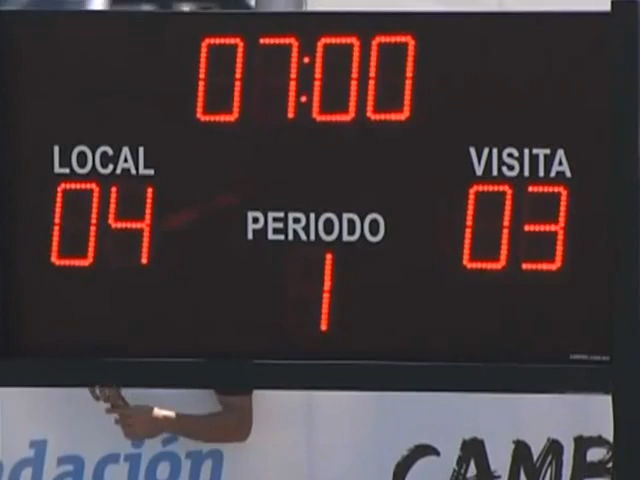 07:00
LOCAL VISITA
04 PERIODO 03
1
dación CAMB